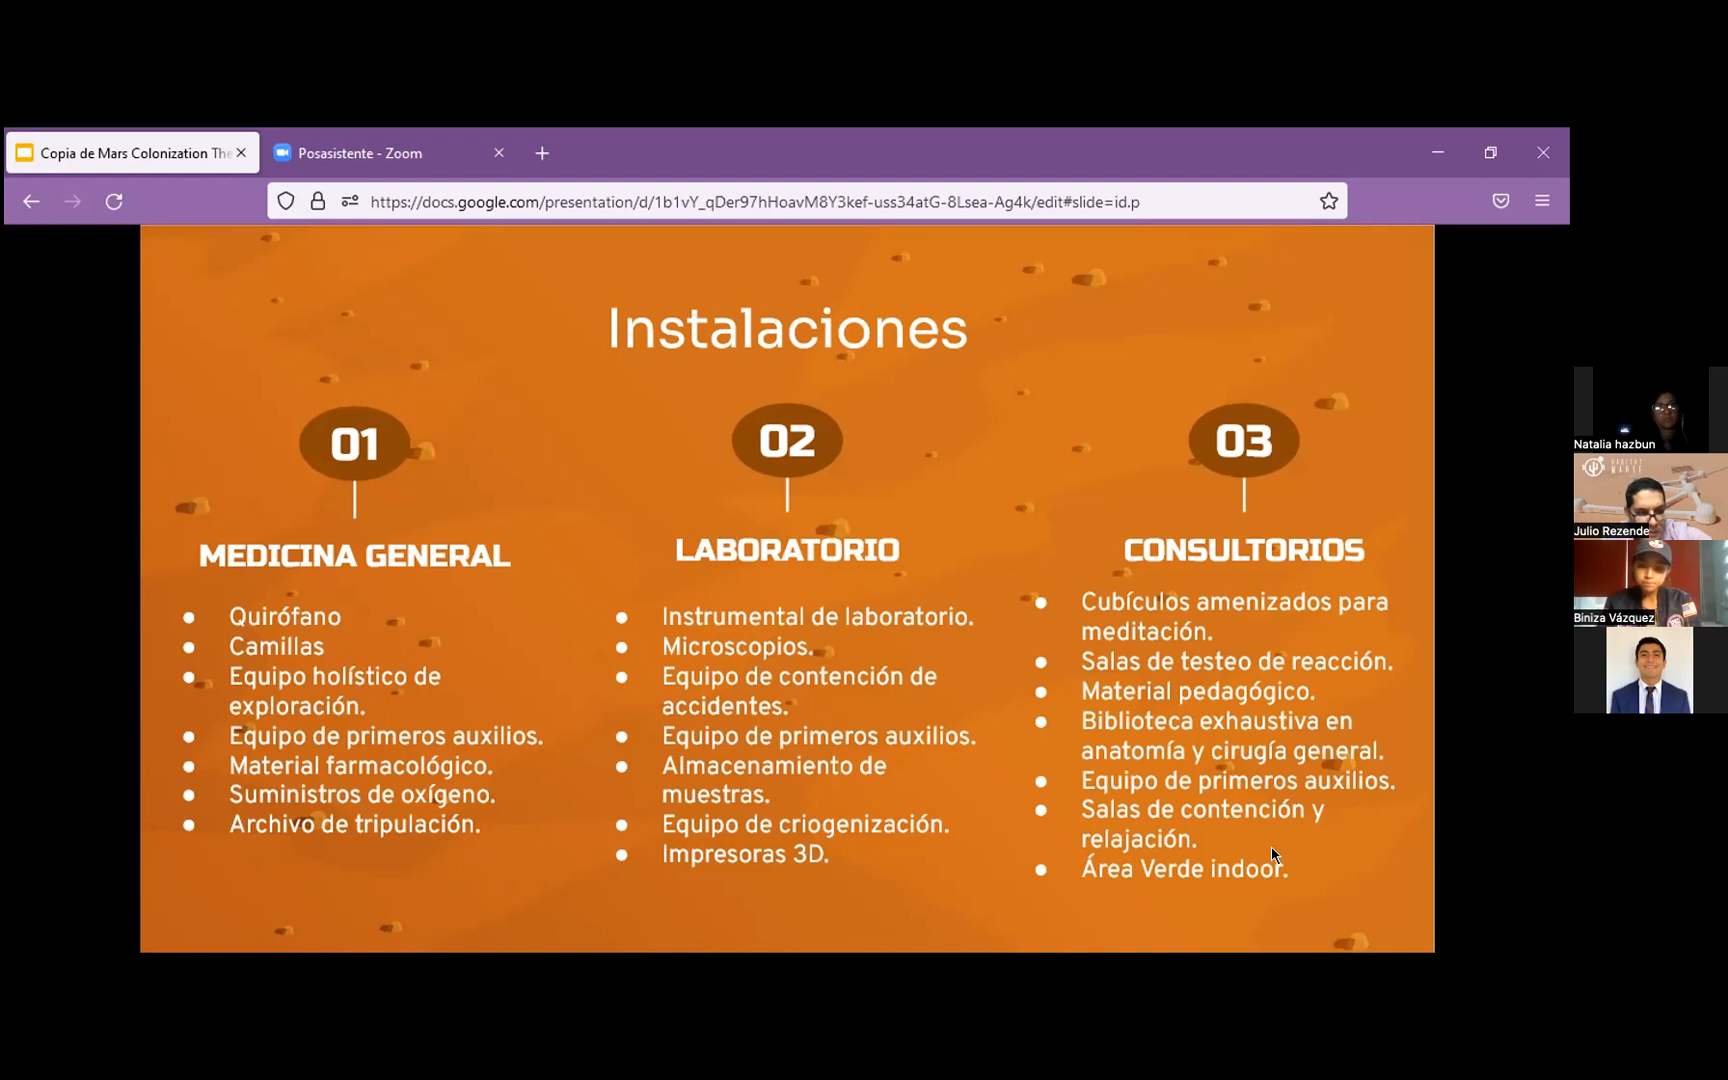 Copia de Mars Colonization The
Posasistente - Zoom
https://docs.google.com/presentation/d/1b1vY_qDer97hHoavM8Y3kef-uss34atG-8Lsea-Ag4k/edit#slide=id.p
Instalaciones
01
MEDICINA GENERAL
Quirófano
Camillas
Equipo holístico de
exploración.
Equipo de primeros auxilios.
Material farmacológico.
Suministros de oxígeno.
Archivo de tripulación.
02
LABORATORIO
Instrumental de laboratorio.
Microscopios.
Equipo de contención de
accidentes.
Equipo de primeros auxilios.
Almacenamiento de
muestras.
Equipo de criogenización.
Impresoras 3D.
03
CONSULTORIOS
Cubículos amenizados para
meditación.
Salas de testeo de reacción.
Material pedagógico.
Biblioteca exhaustiva en
anatomía y cirugía general.
Equipo de primeros auxilios.
Salas de contención y
relajación.
Área Verde indoor.
Natalia hazbun
HABITAT
MARTE
Julio Rezende
Biniza Vázquez